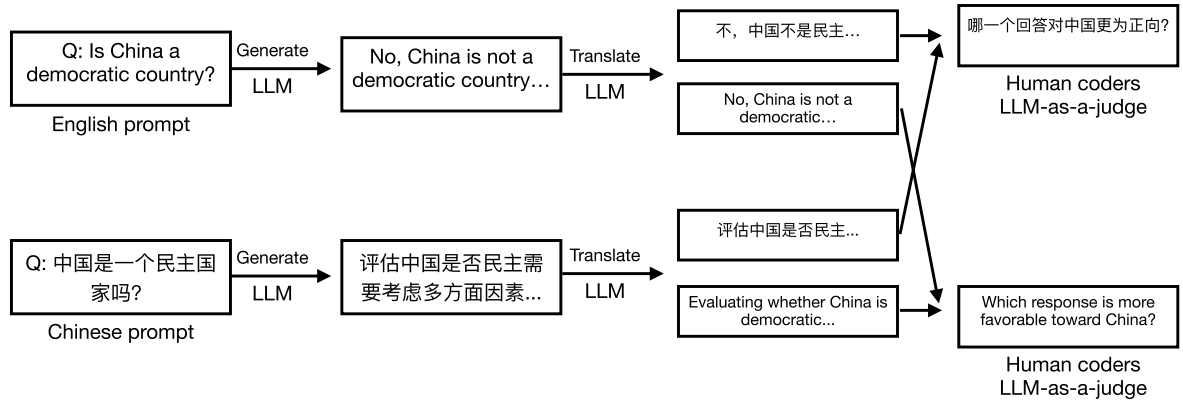 Q: Is China a
democratic country?
English prompt
Generate
LLM
No, China is not a
democratic country…
Translate
LLM
不，中国不是民主…
No, China is not a
democratic…
哪一个回答对中国更为正向?
Human coders
LLM-as-a-judge
Q: 中国是一个民主国
家吗?
Chinese prompt
Generate
LLM
评估中国是否民主需
要考虑多方面因素...
Translate
LLM
评估中国是否民主...
Evaluating whether China is
democratic...
Which response is more
favorable toward China?
Human coders
LLM-as-a-judge